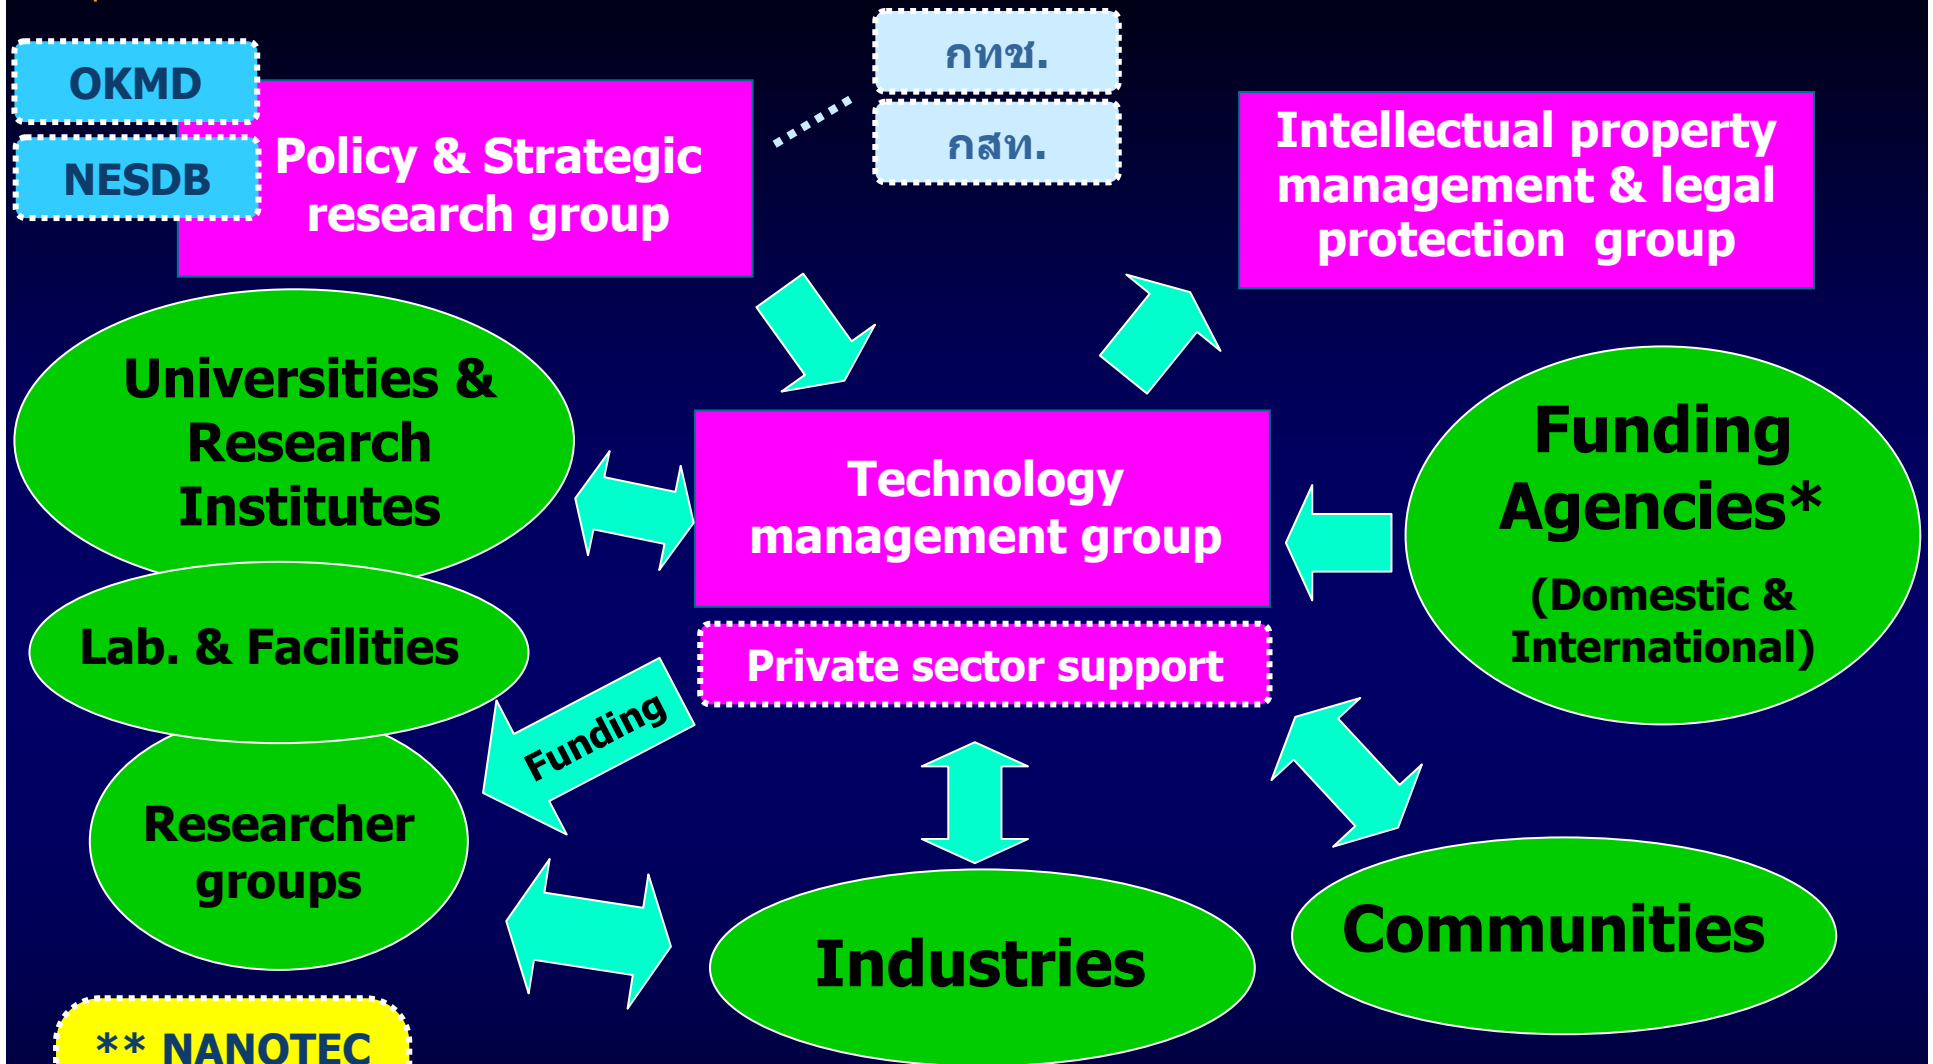 OKMD
NESDB
Policy & Strategic
research group
กทช.
กสท.
Intellectual property
management & legal
protection group
Universities &
Research
Institutes
Technology
management group
Funding
Agencies*
(Domestic &
International)
Lab. & Facilities
Private sector support
Funding
Researcher
groups
Industries
Communities
** NANOTEC